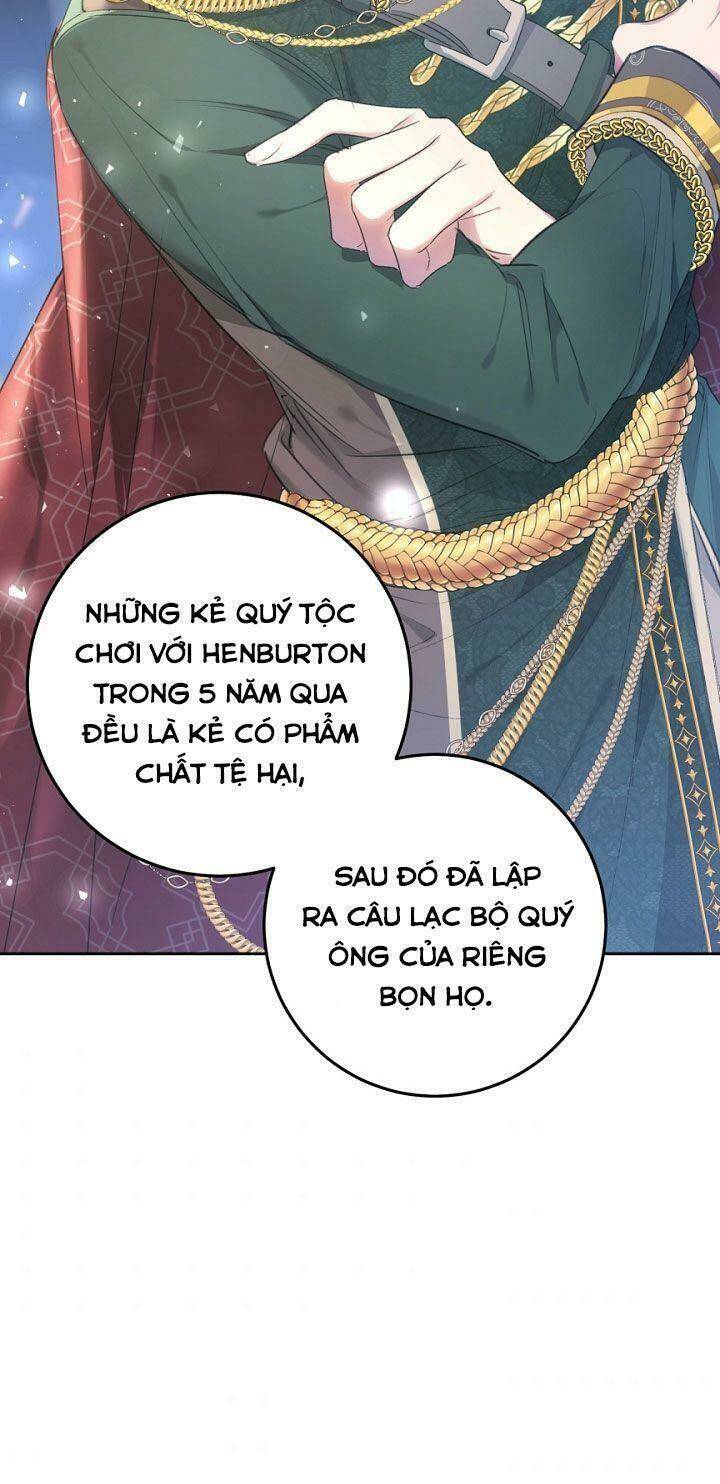 NHỮNG KẺ QUÝ TỘC
CHƠI VỚI HENBURTON
TRONG 5 NĂM QUA
ĐỀU LÀ KẺ CÓ PHẨM
CHẤT TỆ HẠI,
SAU ĐÓ ĐÃ LẬP
RA CÂU LẠC BỘ QUÝ
ÔNG CỦA RIÊNG
BỌN HỌ.